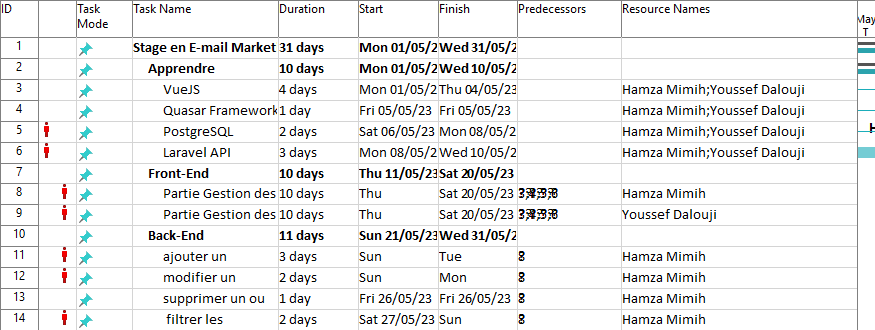 ID Task Mode Task Name Duration Start Finish Predecessors Resource Names May
T
1 Stage en E-mail Market 31 days Mon 01/05/2 Wed 31/05/2
2 Apprendre 10 days Mon 01/05/2 Wed 10/05/2
3 VueJS 4 days Mon 01/05/2 Thu 04/05/23 Hamza Mimih;Youssef Dalouji
4 Quasar Framework 1 day Fri 05/05/23 Fri 05/05/23 Hamza Mimih;Youssef Dalouji
5 PostgreSQL 2 days Sat 06/05/23 Mon 08/05/2 Hamza Mimih;Youssef Dalouji
6 Laravel API 3 days Mon 08/05/2 Wed 10/05/2 Hamza Mimih;Youssef Dalouji
7 Front-End 10 days Thu 11/05/23 Sat 20/05/23
8 Partie Gestion des 10 days Thu Sat 20/05/23 Hamza Mimih
9 Partie Gestion des 10 days Thu Sat 20/05/23 Youssef Dalouji
10 Back-End 11 days Sun 21/05/23 Wed 31/05/2
11 ajouter un 3 days Sun Tue Hamza Mimih
12 modifier un 2 days Sun Mon Hamza Mimih
13 supprimer un ou 1 day Fri 26/05/23 Fri 26/05/23 Hamza Mimih
14 filtrer les 2 days Sat 27/05/23 Sun Hamza Mimih